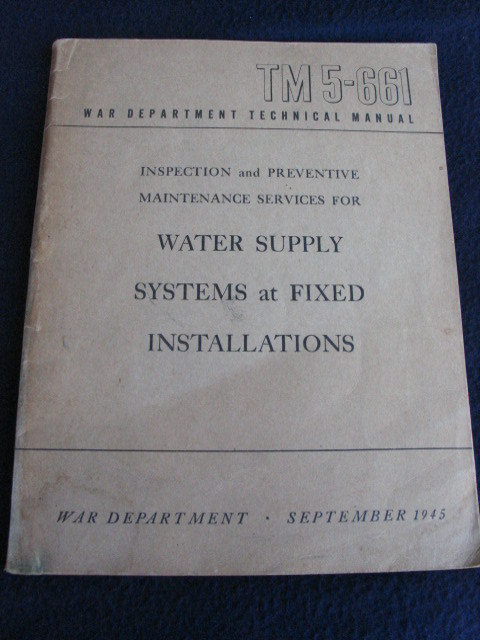 TM 5-661
WAR DEPARTMENT TECHNICAL MANUAL
INSPECTION and PREVENTIVE
MAINTENANCE SERVICES FOR
WATER SUPPLY
SYSTEMS at FIXED
INSTALLATIONS
WAR DEPARTMENT · SEPTEMBER 1945